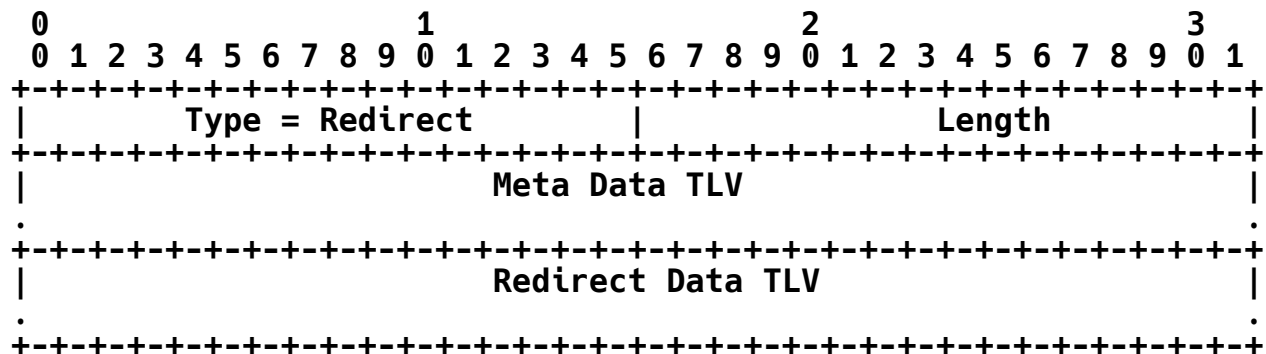 0                   1                   2                   3
 0 1 2 3 4 5 6 7 8 9 0 1 2 3 4 5 6 7 8 9 0 1 2 3 4 5 6 7 8 9 0 1
+-+-+-+-+-+-+-+-+-+-+-+-+-+-+-+-+-+-+-+-+-+-+-+-+-+-+-+-+-+-+-+-+
|        Type = Redirect        |               Length          |
+-+-+-+-+-+-+-+-+-+-+-+-+-+-+-+-+-+-+-+-+-+-+-+-+-+-+-+-+-+-+-+-+
|                        Meta Data TLV                          |
.                                                               .
+-+-+-+-+-+-+-+-+-+-+-+-+-+-+-+-+-+-+-+-+-+-+-+-+-+-+-+-+-+-+-+-+
|                        Redirect Data TLV                      |
.                                                               .
+-+-+-+-+-+-+-+-+-+-+-+-+-+-+-+-+-+-+-+-+-+-+-+-+-+-+-+-+-+-+-+-+